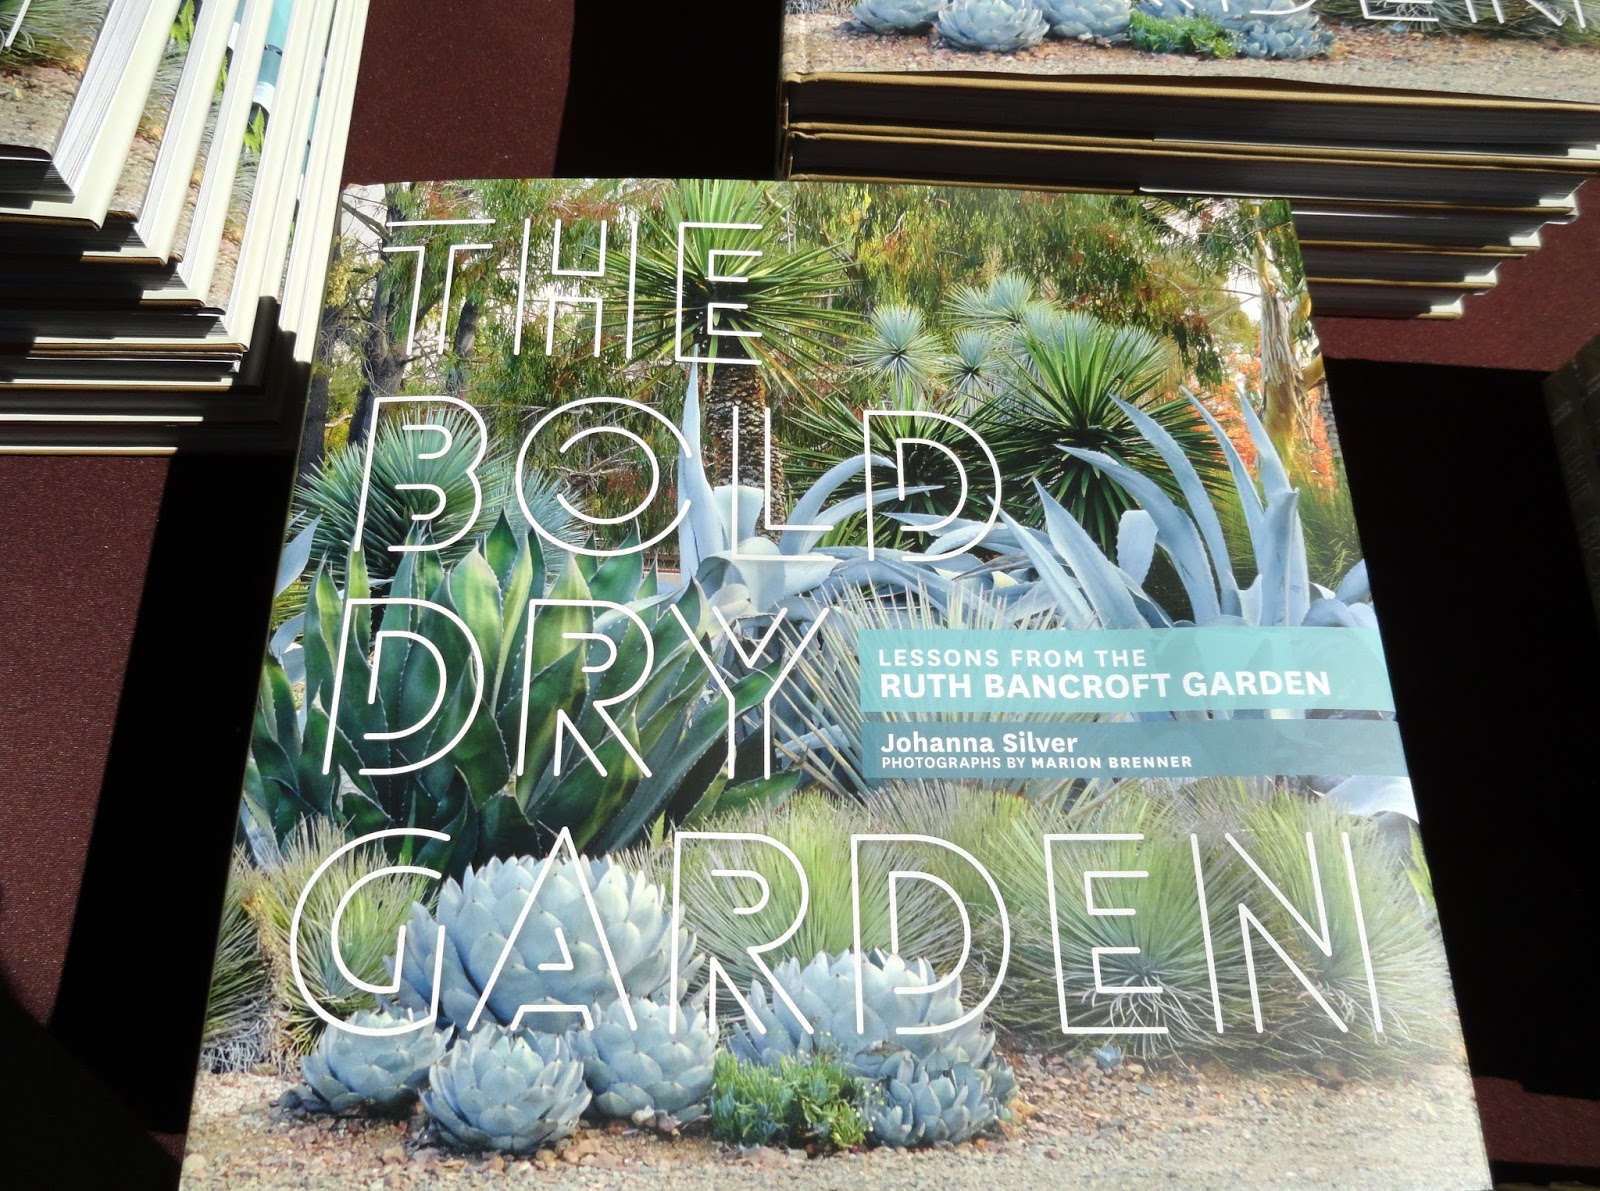 THE
BOLD
DRY
GARDEN
LESSONS FROM THE
RUTH BANCROFT GARDEN
Johanna Silver
PHOTOGRAPHS BY MARION BRENNER